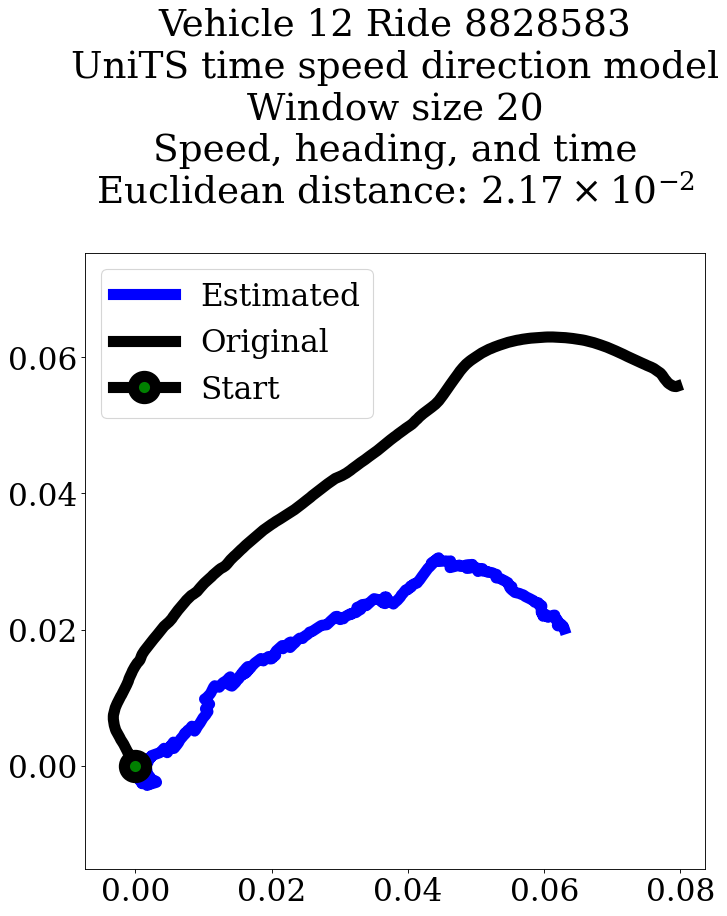 Vehicle 12 Ride 8828583
UniTS time speed direction model
Window size 20
Speed, heading, and time
Euclidean distance: $2.17 \times 10^{-2}$
Estimated
Original
Start
0.06
0.04
0.02
0.00
0.00 0.02 0.04 0.06 0.08